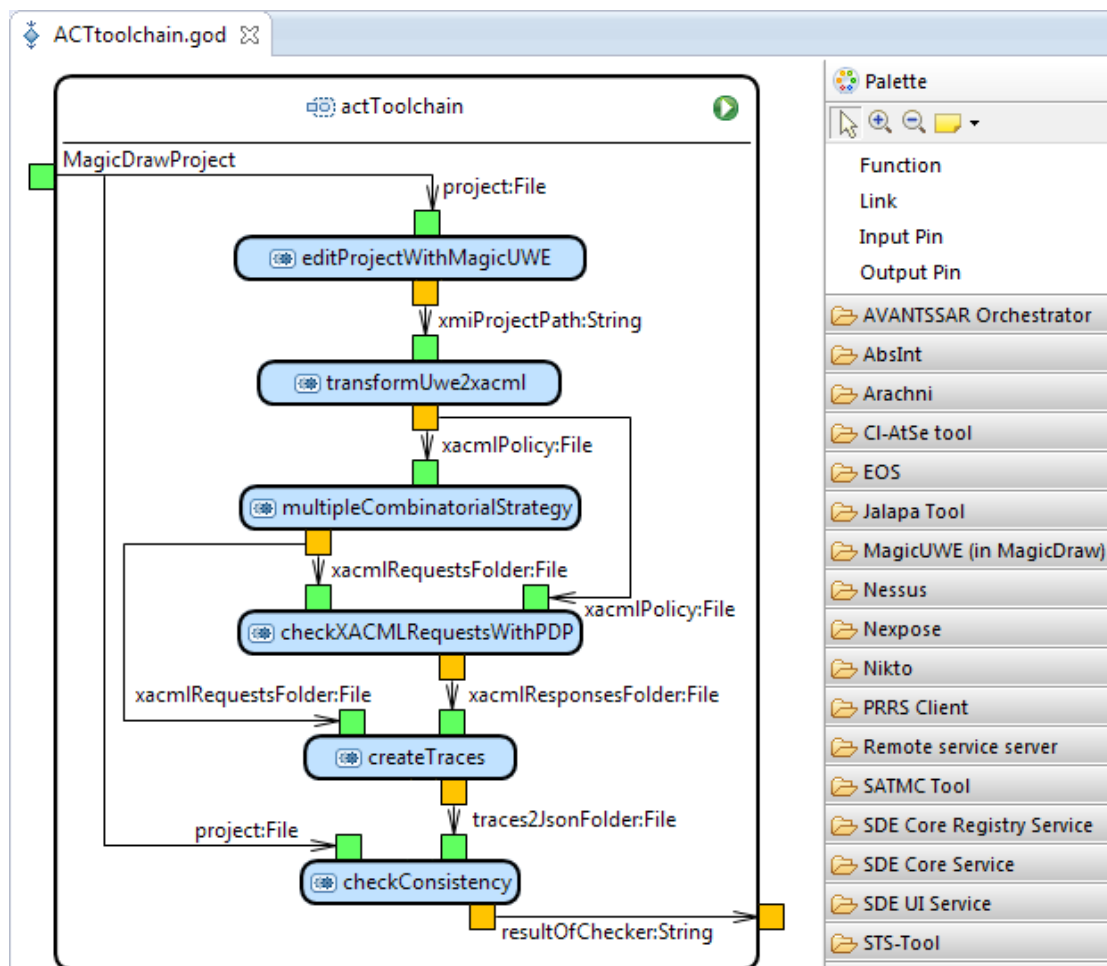 ACTtoolchain.god
actToolchain
MagicDrawProject
project:File
editProjectWithMagicUWE
xmiProjectPath:String
transformUwe2xacml
xacmlPolicy:File
multipleCombinatorialStrategy
xacmlRequestsFolder:File
xacmlPolicy:File
checkXACMLRequestsWithPDP
xacmlRequestsFolder:File
xacmlResponsesFolder:File
createTraces
traces2JsonFolder:File
project:File
checkConsistency
resultOfChecker:String
Palette
Function
Link
Input Pin
Output Pin
AVANTSSAR Orchestrator
AbsInt
Arachni
Cl-AtSe tool
EOS
Jalapa Tool
MagicUWE (in MagicDraw)
Nessus
Nexpose
Nikto
PRRS Client
Remote service server
SATMC Tool
SDE Core Registry Service
SDE Core Service
SDE UI Service
STS-Tool